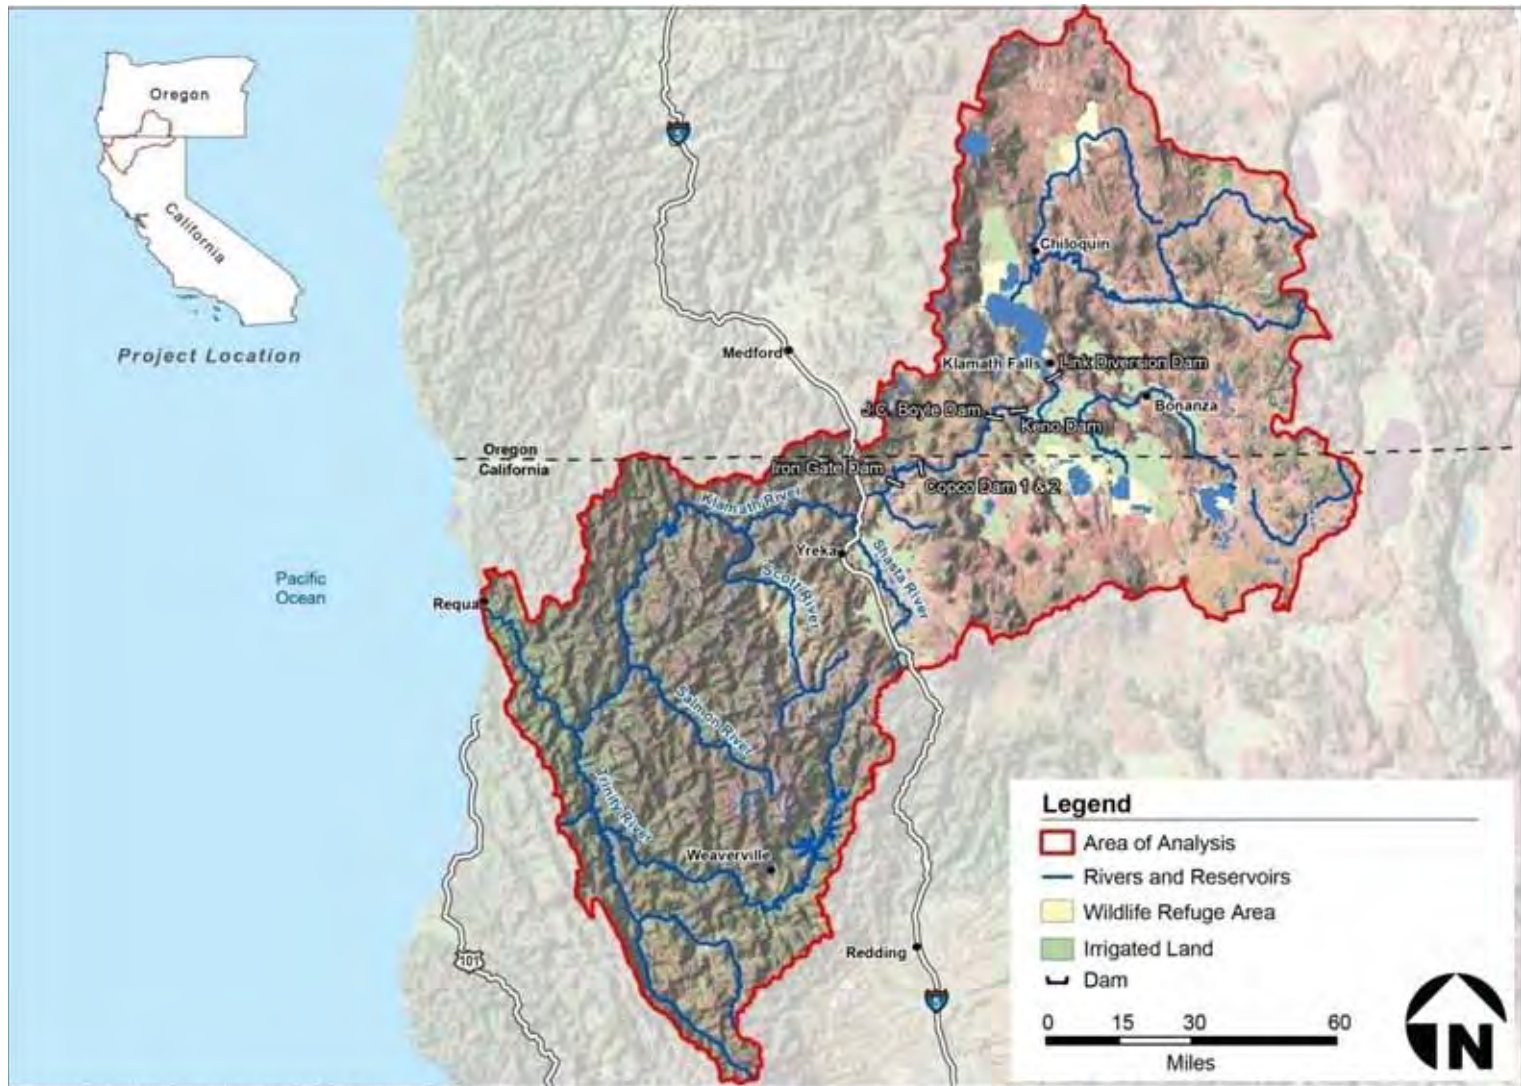 Oregon
California
Project Location
5
Chiloquin
Medford
Klamath Falls
Link Diversion Dam
J.C. Boyle Dam
Bonanza
Keno Dam
Oregon
California
Iron Gate Dam
Copco Dam 1 & 2
Klamath River
Yreka
Shasta River
Scott River
Pacific
Ocean
Requa
Salmon River
Trinity River
Weaverville
Redding
101
5
Legend
Area of Analysis
Rivers and Reservoirs
Wildlife Refuge Area
Irrigated Land
Dam
0 15 30 60
Miles
N